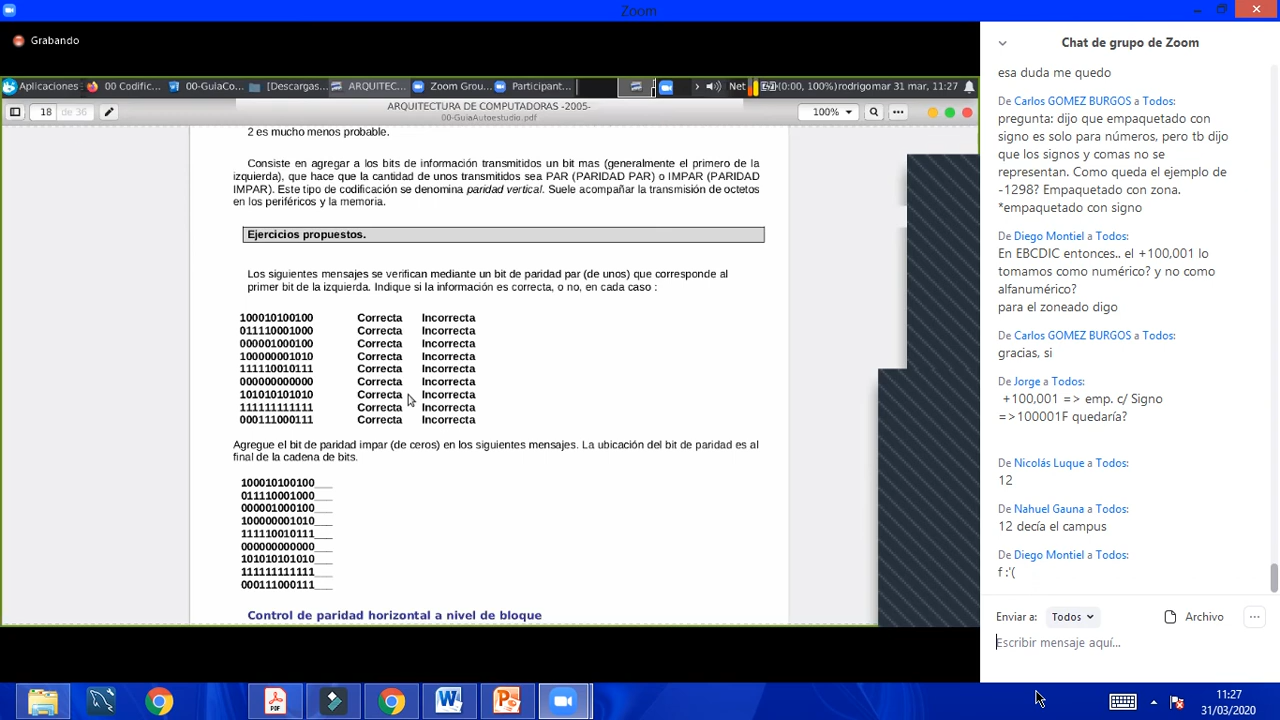 Zoom
Grabando
Aplicaciones 00 Codific... 00-GuiaCo... [Descargas... ARQUITEC... Zoom Grou... Participant... Net (0:00, 100%) rodrigomar 31 mar, 11:27
18 de 36
ARQUITECTURA DE COMPUTADORAS -2005-
00-GuiaAutoestudio.pdf
100%
2 es mucho menos probable.
Consiste en agregar a los bits de información transmitidos un bit mas (generalmente el primero de la
izquierda), que hace que la cantidad de unos transmitidos sea PAR (PARIDAD PAR) o IMPAR (PARIDAD
IMPAR). Este tipo de codificación se denomina paridad vertical. Suele acompañar la transmisión de octetos
en los periféricos y la memoria.
Ejercicios propuestos.
Los siguientes mensajes se verifican mediante un bit de paridad par (de unos) que corresponde al
primer bit de la izquierda. Indique si la información es correcta, o no, en cada caso :
100010100100 Correcta Incorrecta
011110001000 Correcta Incorrecta
000001000100 Correcta Incorrecta
100000001010 Correcta Incorrecta
111110010111 Correcta Incorrecta
000000000000 Correcta Incorrecta
101010101010 Correcta Incorrecta
111111111111 Correcta Incorrecta
000111000111 Correcta Incorrecta
Agregue el bit de paridad impar (de ceros) en los siguientes mensajes. La ubicación del bit de paridad es al
final de la cadena de bits.
100010100100___
011110001000___
000001000100___
100000001010___
111110010111___
000000000000___
101010101010___
111111111111___
000111000111___
Control de paridad horizontal a nivel de bloque
Chat de grupo de Zoom
esa duda me quedo
De Carlos GOMEZ BURGOS a Todos:
pregunta: dijo que empaquetado con
signo es solo para números, pero tb dijo
que los signos y comas no se
representan. Como queda el ejemplo de
-1298? Empaquetado con zona.
*empaquetado con signo
De Diego Montiel a Todos:
En EBCDIC entonces.. el +100,001 lo
tomamos como numérico? y no como
alfanumérico?
para el zoneado digo
De Carlos GOMEZ BURGOS a Todos:
gracias, si
De Jorge a Todos:
+100,001 => emp. c/ Signo
=>100001F quedaría?
De Nicolás Luque a Todos:
12
De Nahuel Gauna a Todos:
12 decía el campus
De Diego Montiel a Todos:
f :'(
Enviar a: Todos Archivo ...
Escribir mensaje aquí...
11:27
31/03/2020